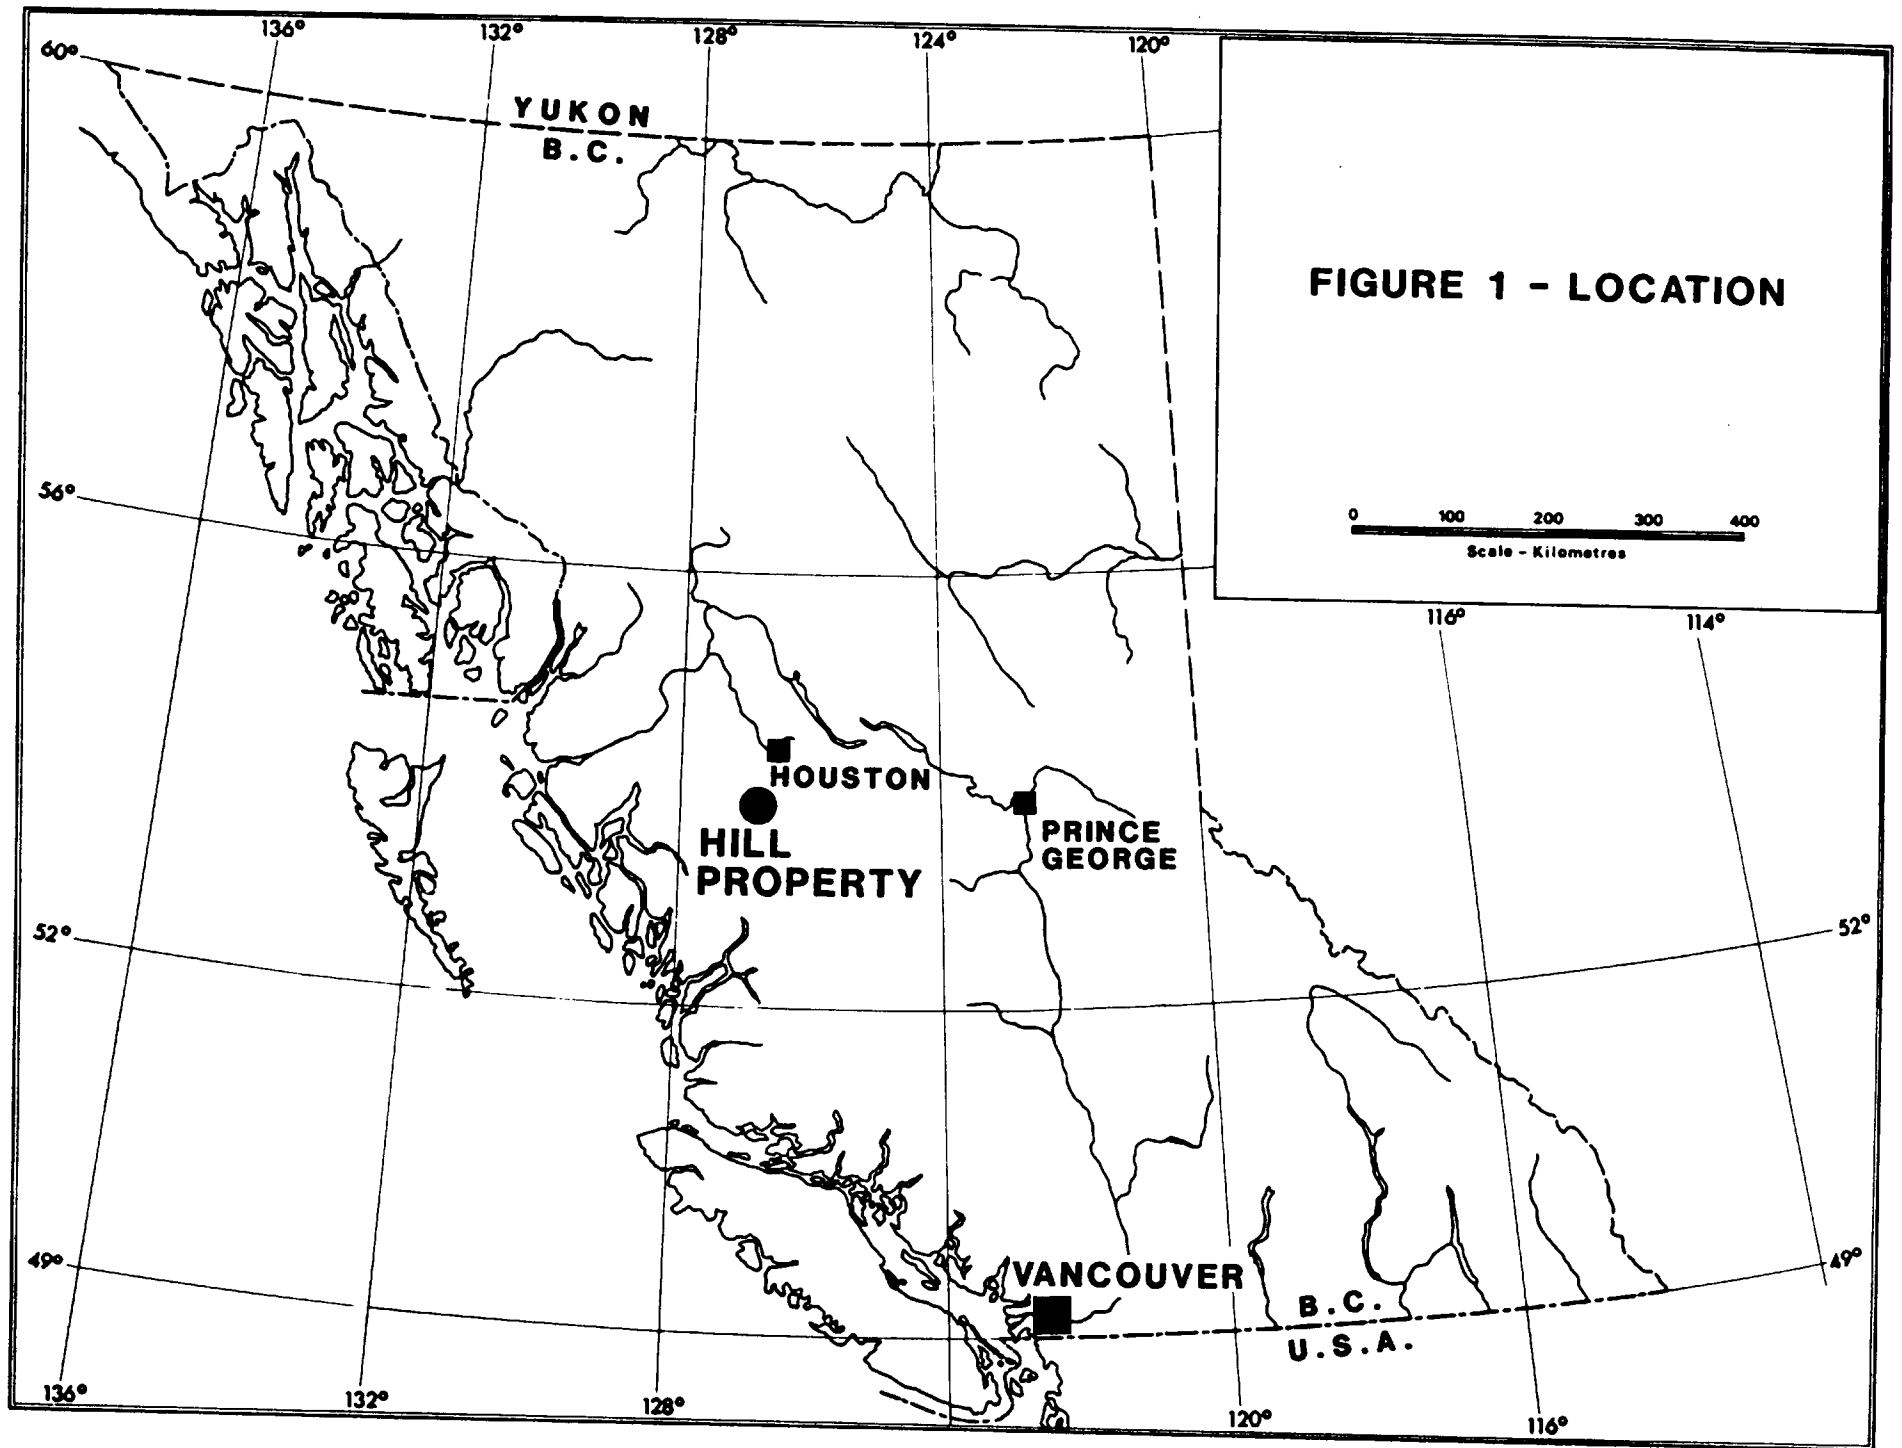 136°
132°
128°
124°
120°
60°
YUKON
B.C.
FIGURE 1 - LOCATION
56°
0 100 200 300 400
Scale - Kilometres
116°
114°
HOUSTON
HILL
PROPERTY
PRINCE
GEORGE
52°
52°
49°
49°
VANCOUVER
B.C.
U.S.A.
136°
132°
128°
120°
116°